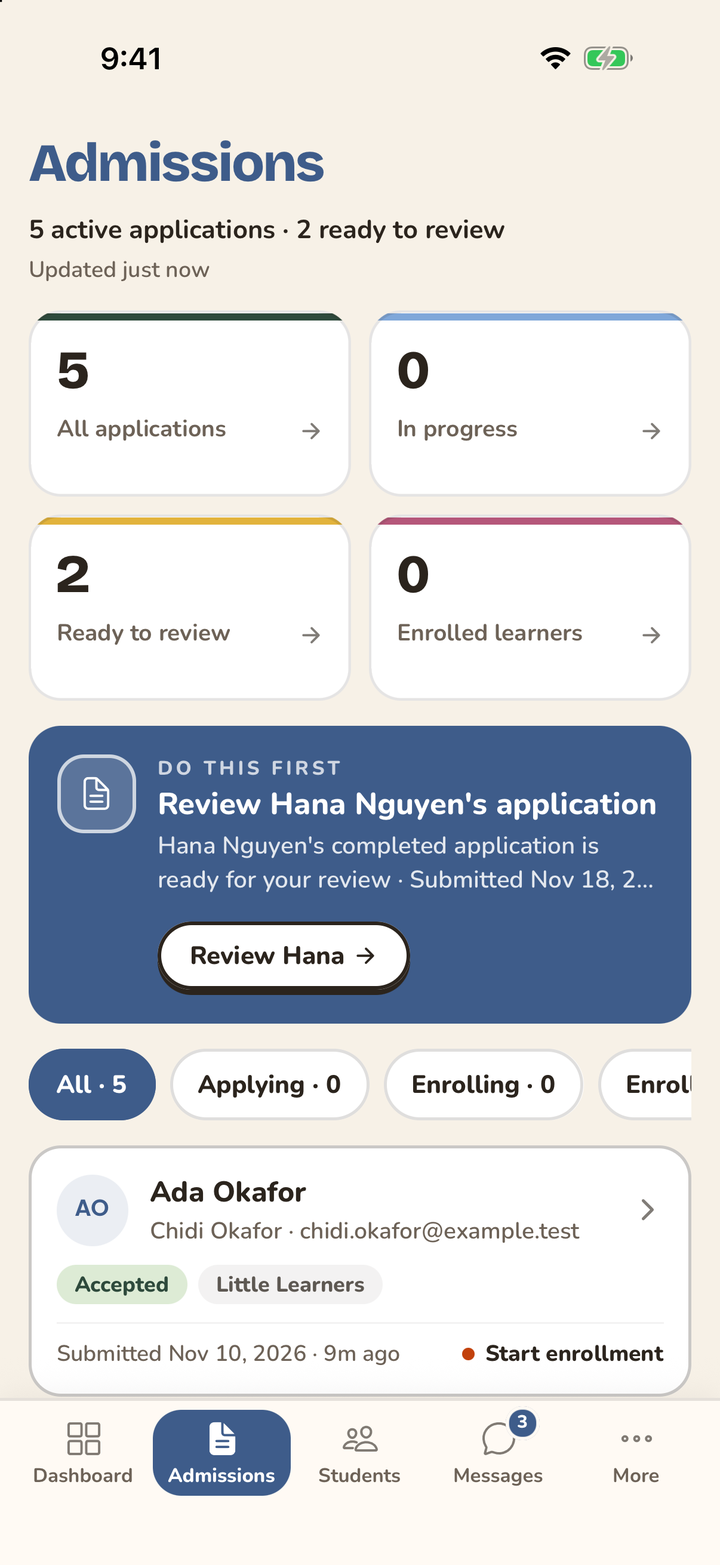 9:41
Admissions
5 active applications · 2 ready to review
Updated just now
5
All applications →
0
In progress →
2
Ready to review →
0
Enrolled learners →
DO THIS FIRST
Review Hana Nguyen's application
Hana Nguyen's completed application is
ready for your review · Submitted Nov 18, 2...
Review Hana →
All · 5
Applying · 0
Enrolling · 0
Enroll
AO
Ada Okafor
Chidi Okafor · chidi.okafor@example.test
Accepted
Little Learners
Submitted Nov 10, 2026 · 9m ago
Start enrollment
Dashboard
Admissions
Students
3
Messages
More